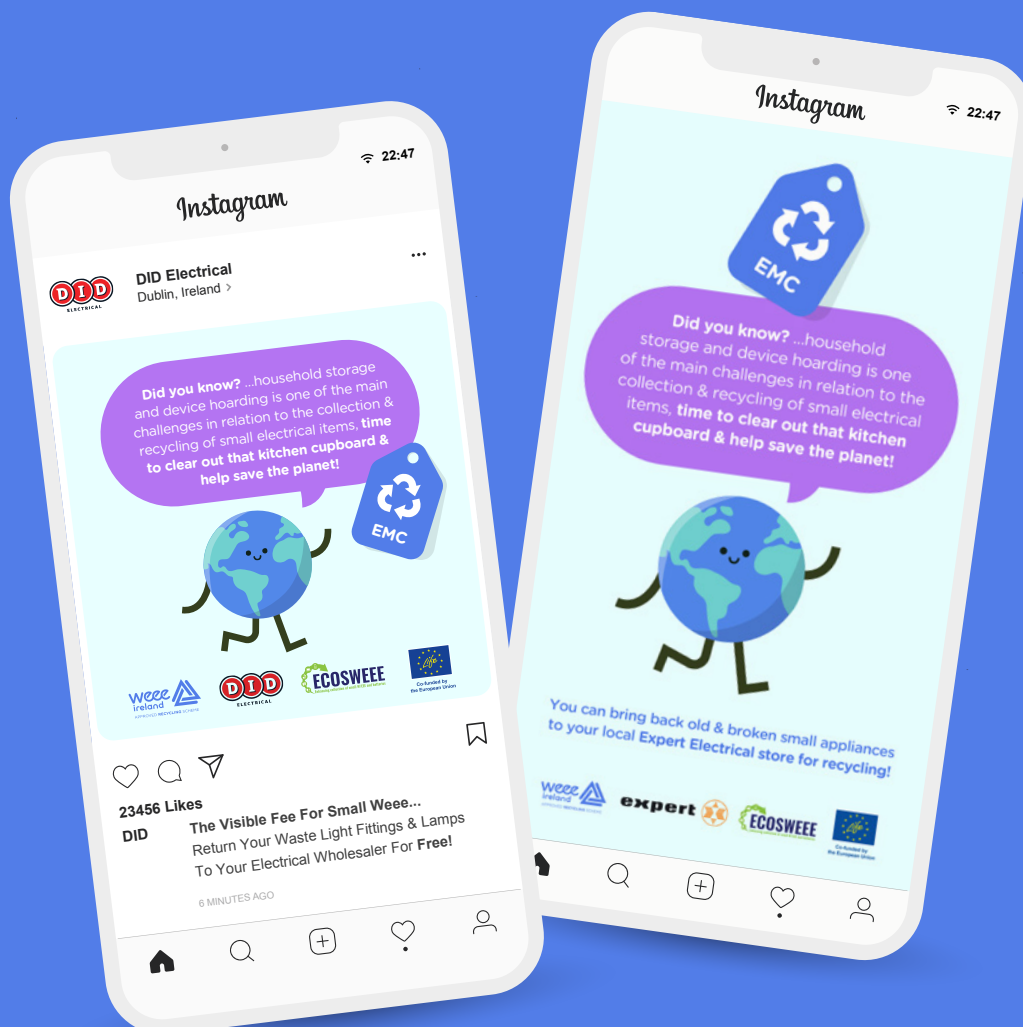 22:47
Instagram
DID
ELECTRICAL
DID Electrical
Dublin, Ireland >
Did you know? ...household storage
and device hoarding is one of the main
challenges in relation to the collection &
recycling of small electrical items, time
to clear out that kitchen cupboard &
help save the planet!
EMC
weee
ireland
APPROVED RECYCLING SCHEME
DID
ELECTRICAL
ECOSWEEE
Life
Co-funded by
the European Union
23456 Likes
DID
The Visible Fee For Small Weee...
Return Your Waste Light Fittings & Lamps
To Your Electrical Wholesaler For Free!
6 MINUTES AGO
Instagram
22:47
EMC
Did you know? ...household
storage and device hoarding is one
of the main challenges in relation to the
collection & recycling of small electrical
items, time to clear out that kitchen
cupboard & help save the planet!
You can bring back old & broken small appliances
to your local Expert Electrical store for recycling!
weee
ireland
expert
ECOSWEEE
Life
Co-funded by
the European Union